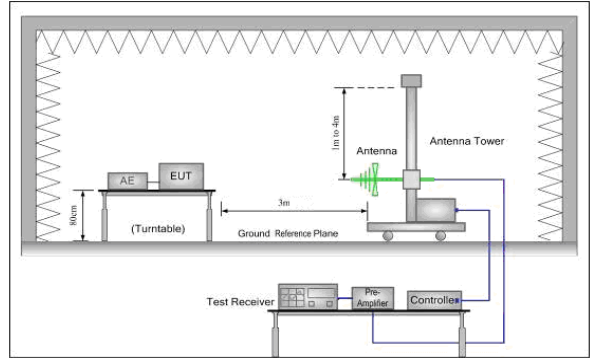 1m to 4m
Antenna
Antenna Tower
AE
EUT
80cm
3m
(Turntable)
Ground Reference Plane
Test Receiver
Pre-
Amplifier
Controller